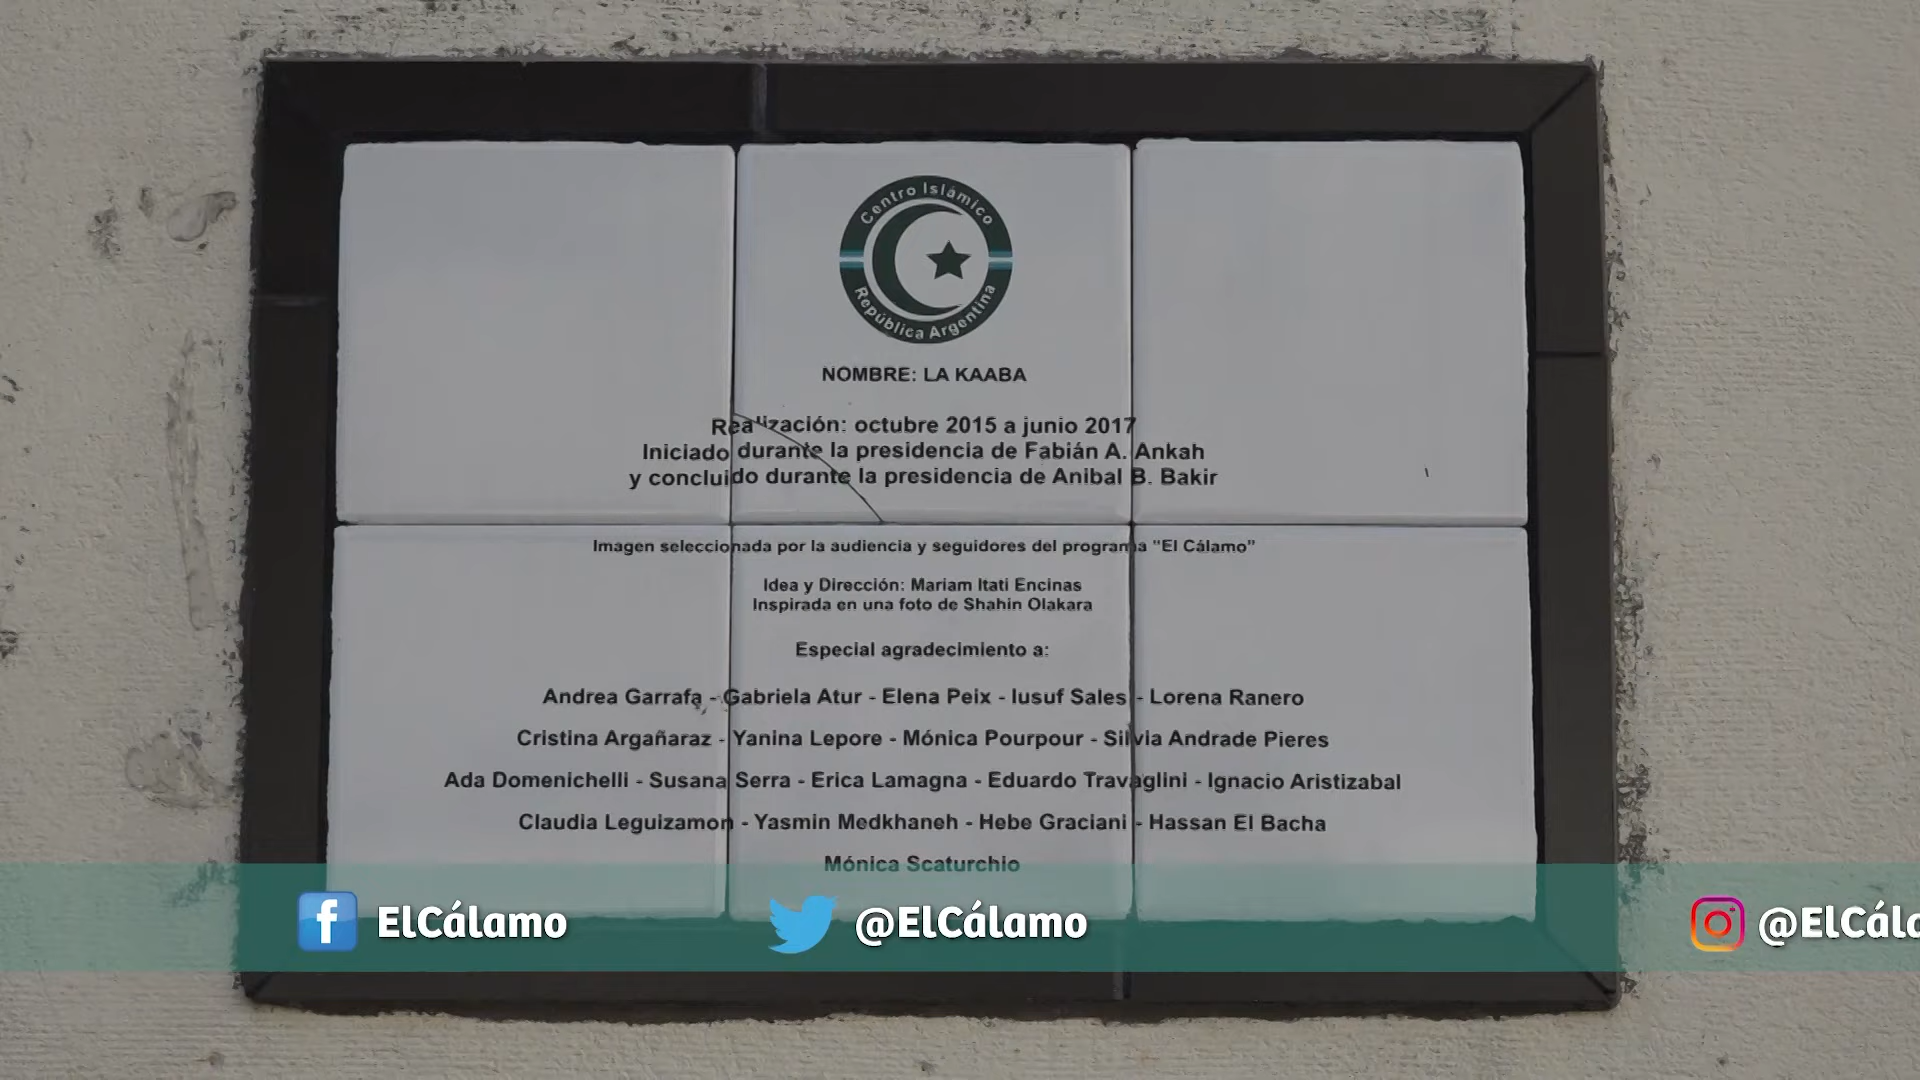 Centro Islámico
República Argentina
NOMBRE: LA KAABA
Realización: octubre 2015 a junio 2017
Iniciado durante la presidencia de Fabián A. Ankah
y concluido durante la presidencia de Anibal B. Bakir
Imagen seleccionada por la audiencia y seguidores del programa "El Cálamo"
Idea y Dirección: Mariam Itati Encinas
Inspirada en una foto de Shahin Olakara
Especial agradecimiento a:
Andrea Garrafa - Gabriela Atur - Elena Peix - Iusuf Sales - Lorena Ranero
Cristina Argañaraz - Yanina Lepore - Mónica Pourpour - Silvia Andrade Pieres
Ada Domenichelli - Susana Serra - Erica Lamagna - Eduardo Travaglini - Ignacio Aristizabal
Claudia Leguizamon - Yasmin Medkhaneh - Hebe Graciani - Hassan El Bacha
Mónica Scaturchio
ElCálamo @ElCálamo @ElCála